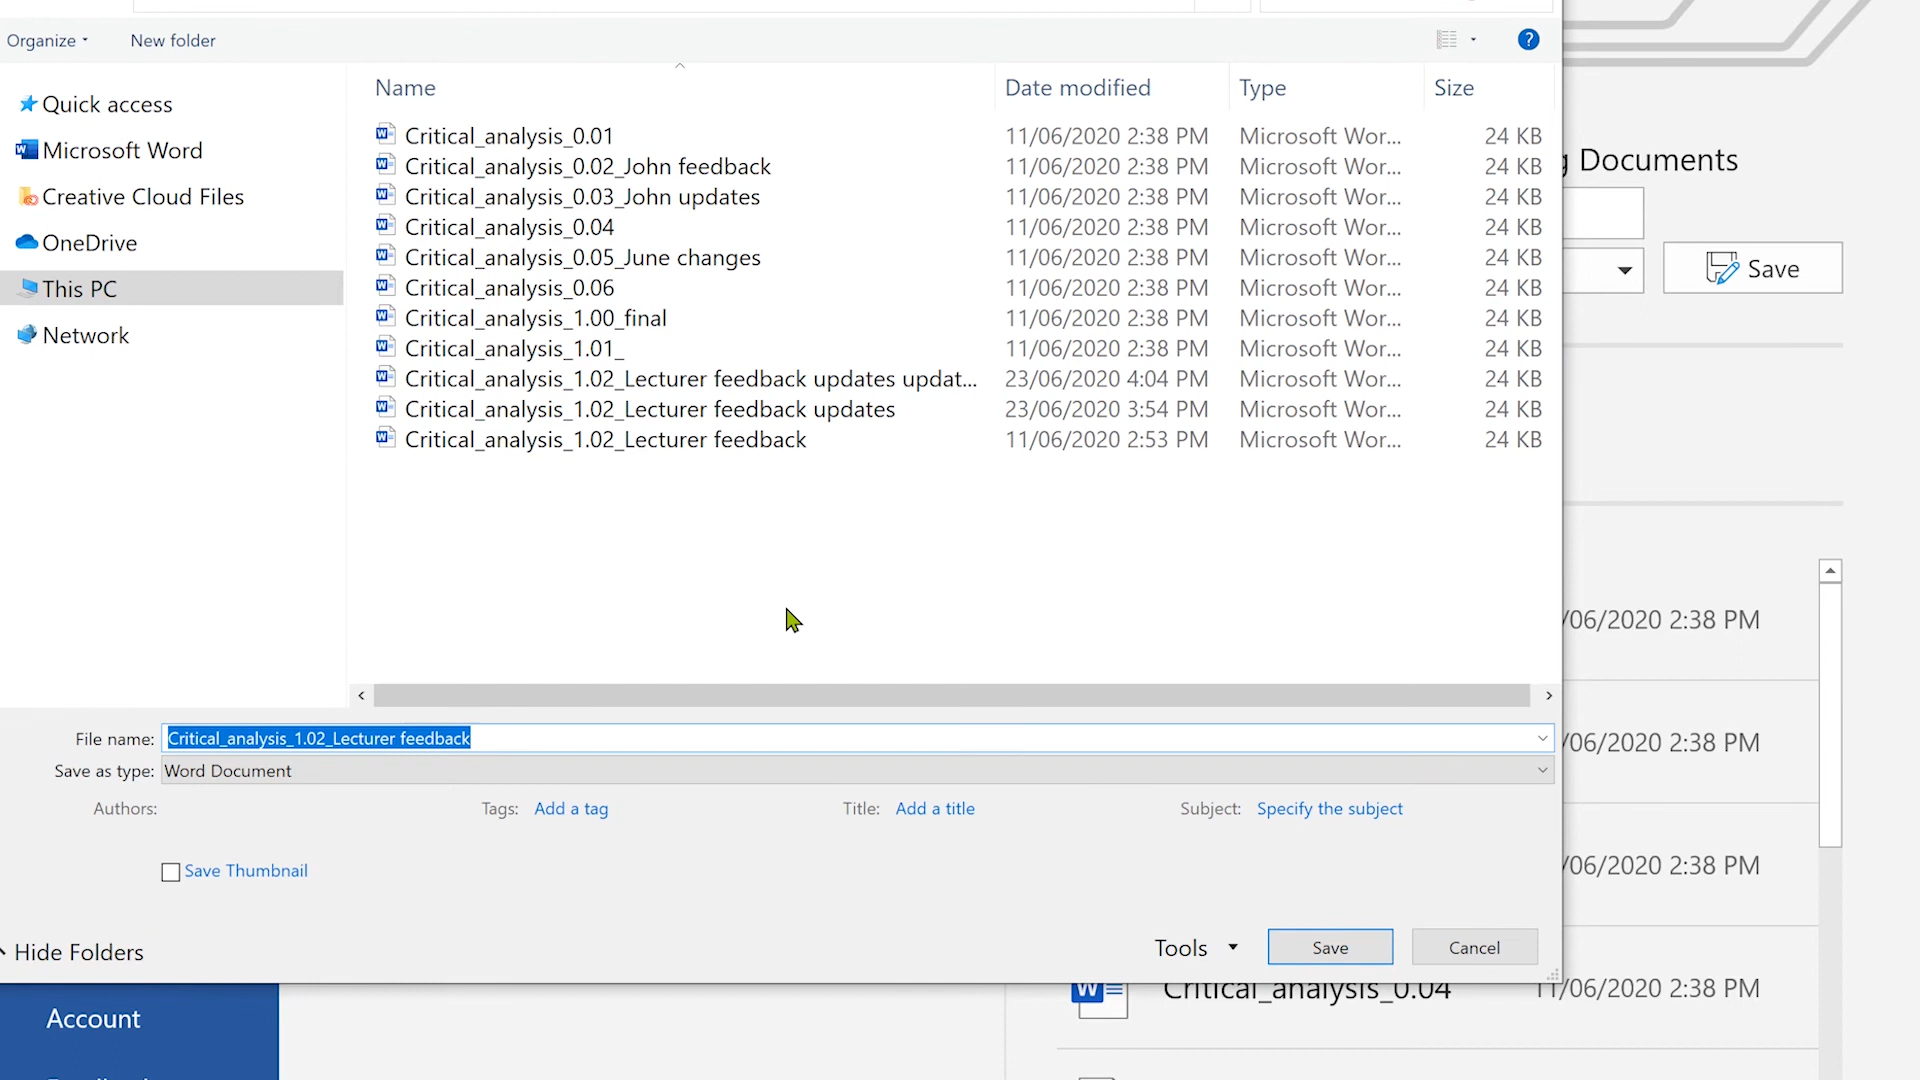 Organize
New folder
?
Name
Date modified
Type
Size
Quick access
Microsoft Word
Creative Cloud Files
OneDrive
This PC
Network
Critical_analysis_0.01 11/06/2020 2:38 PM Microsoft Wor... 24 KB
Critical_analysis_0.02_John feedback 11/06/2020 2:38 PM Microsoft Wor... 24 KB
Critical_analysis_0.03_John updates 11/06/2020 2:38 PM Microsoft Wor... 24 KB
Critical_analysis_0.04 11/06/2020 2:38 PM Microsoft Wor... 24 KB
Critical_analysis_0.05_June changes 11/06/2020 2:38 PM Microsoft Wor... 24 KB
Critical_analysis_0.06 11/06/2020 2:38 PM Microsoft Wor... 24 KB
Critical_analysis_1.00_final 11/06/2020 2:38 PM Microsoft Wor... 24 KB
Critical_analysis_1.01_ 11/06/2020 2:38 PM Microsoft Wor... 24 KB
Critical_analysis_1.02_Lecturer feedback updates updat... 23/06/2020 4:04 PM Microsoft Wor... 24 KB
Critical_analysis_1.02_Lecturer feedback updates 23/06/2020 3:54 PM Microsoft Wor... 24 KB
Critical_analysis_1.02_Lecturer feedback 11/06/2020 2:53 PM Microsoft Wor... 24 KB
File name: Critical_analysis_1.02_Lecturer feedback
Save as type: Word Document
Authors: Tags: Add a tag Title: Add a title Subject: Specify the subject
Save Thumbnail
Hide Folders
Tools
Save
Cancel
Documents
Save
/06/2020 2:38 PM
/06/2020 2:38 PM
/06/2020 2:38 PM
Critical_analysis_0.04 11/06/2020 2:38 PM
Account